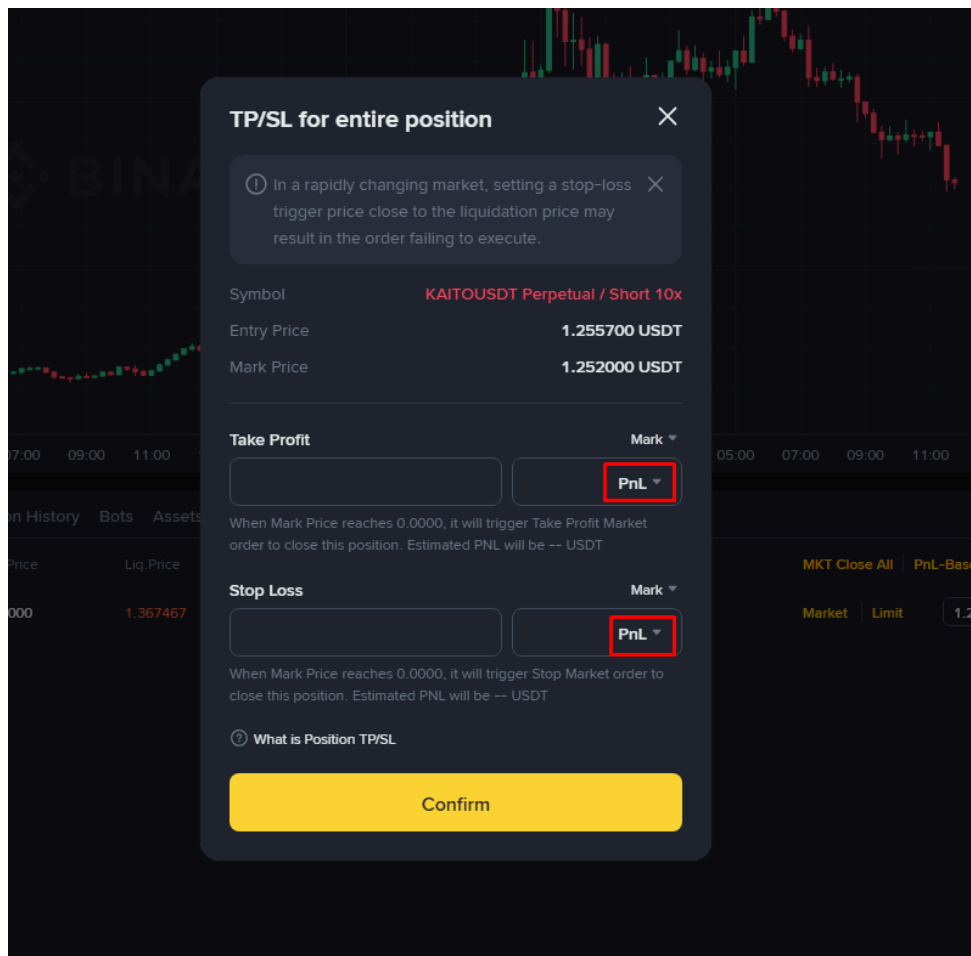 TP/SL for entire position
BINA
In a rapidly changing market, setting a stop-loss
trigger price close to the liquidation price may
result in the order failing to execute.
Symbol KAITOUSDT Perpetual / Short 10x
Entry Price 1.255700 USDT
Mark Price 1.252000 USDT
Take Profit Mark
07:00 09:00 11:00 05:00 07:00 09:00 11:00
PnL
on History Bots Assets
When Mark Price reaches 0.0000, it will trigger Take Profit Market
order to close this position. Estimated PNL will be -- USDT
Price Liq.Price MKT Close All PnL-Bas
Stop Loss Mark
000 1.367467 Market Limit 1.2
PnL
When Mark Price reaches 0.0000, it will trigger Stop Market order to
close this position. Estimated PNL will be -- USDT
What is Position TP/SL
Confirm